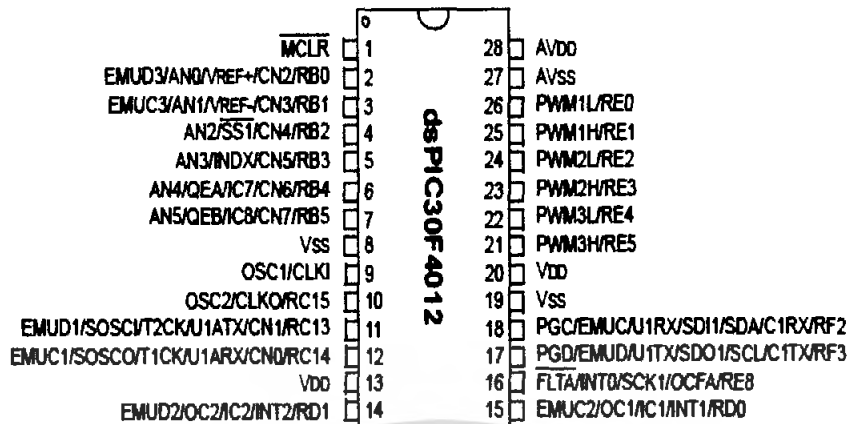 MCLR 1 28 AVDD
EMUD3/AN0/VREF+/CN2/RB0 2 27 AVSS
EMUC3/AN1/VREF-/CN3/RB1 3 26 PWM1L/RE0
AN2/SS1/CN4/RB2 4 25 PWM1H/RE1
AN3/INDX/CN5/RB3 5 24 PWM2L/RE2
AN4/QEA/IC7/CN6/RB4 6 23 PWM2H/RE3
AN5/QEB/IC8/CN7/RB5 7 22 PWM3L/RE4
VSS 8 21 PWM3H/RE5
OSC1/CLKI 9 20 VDD
OSC2/CLKO/RC15 10 19 VSS
EMUD1/SOSCI/T2CK/U1ATX/CN1/RC13 11 18 PGC/EMUC/U1RX/SDI1/SDA/C1RX/RF2
EMUC1/SOSCO/T1CK/U1ARX/CN0/RC14 12 17 PGD/EMUD/U1TX/SDO1/SCL/C1TX/RF3
VDD 13 16 FLTA/INT0/SCK1/OCFA/RE8
EMUD2/OC2/IC2/INT2/RD1 14 15 EMUC2/OC1/IC1/INT1/RD0
dsPIC30F4012